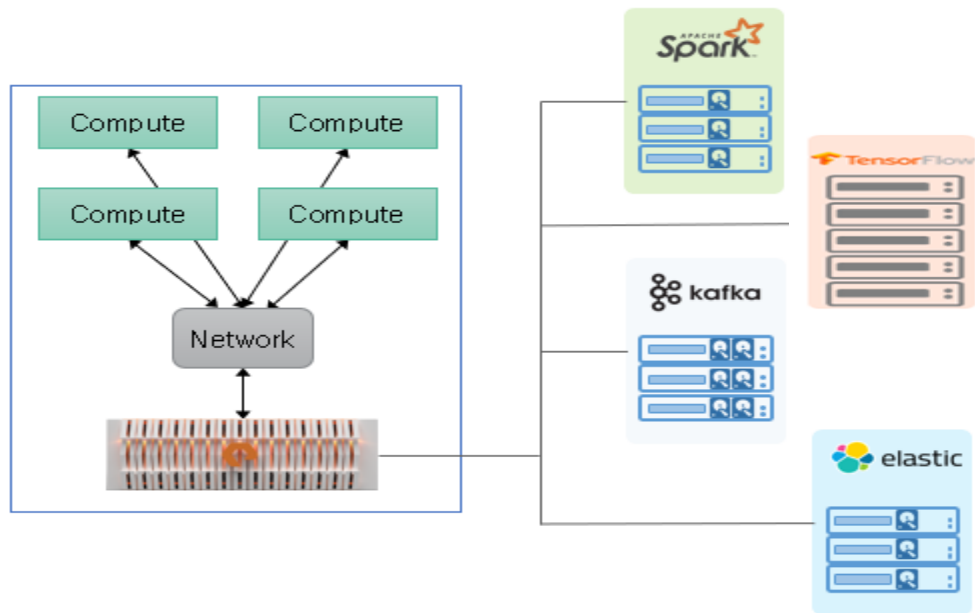 Compute
Compute
Compute
Compute
Network
APACHE
Spark
TensorFlow
kafka
elastic